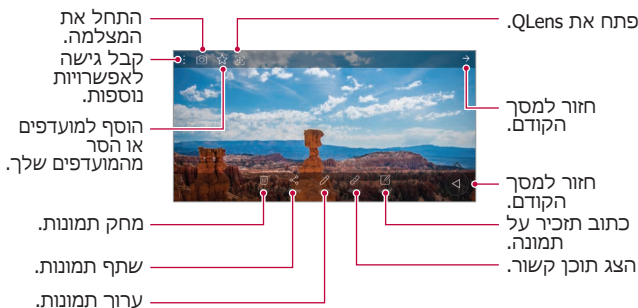 פתח את QLens.
חזור למסך
הקודם.
חזור למסך
הקודם.
כתוב תזכיר על
תמונה.
הצג תוכן קשור.
התחל את
המצלמה.
קבל גישה
לאפשרויות
נוספות.
הוסף למועדפים
או הסר
מהמועדפים שלך.
מחק תמונות.
שתף תמונות.
ערוך תמונות.